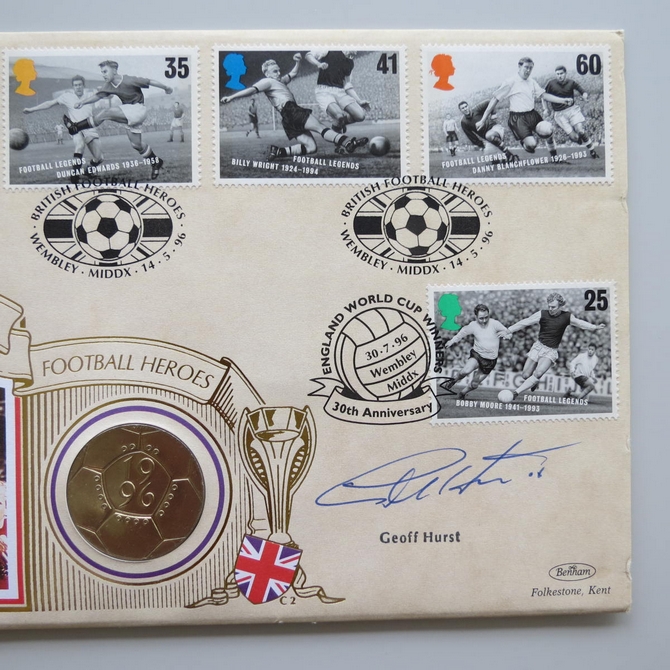 35
FOOTBALL LEGENDS
DUNCAN EDWARDS 1936-1958
41
FOOTBALL LEGENDS
BILLY WRIGHT 1924-1994
60
FOOTBALL LEGENDS
DANNY BLANCHFLOWER 1926-1993
· BRITISH FOOTBALL HEROES ·
WEMBLEY · MIDDX · 14 · 5 · 96
· BRITISH FOOTBALL HEROES ·
WEMBLEY · MIDDX · 14 · 5 · 96
25
FOOTBALL LEGENDS
BOBBY MOORE 1941-1993
ENGLAND WORLD CUP WINNERS
30·7·96
Wembley
Middx
30th Anniversary
FOOTBALL HEROES
19
96
Geoff Hurst
C2
Benham
Folkestone, Kent